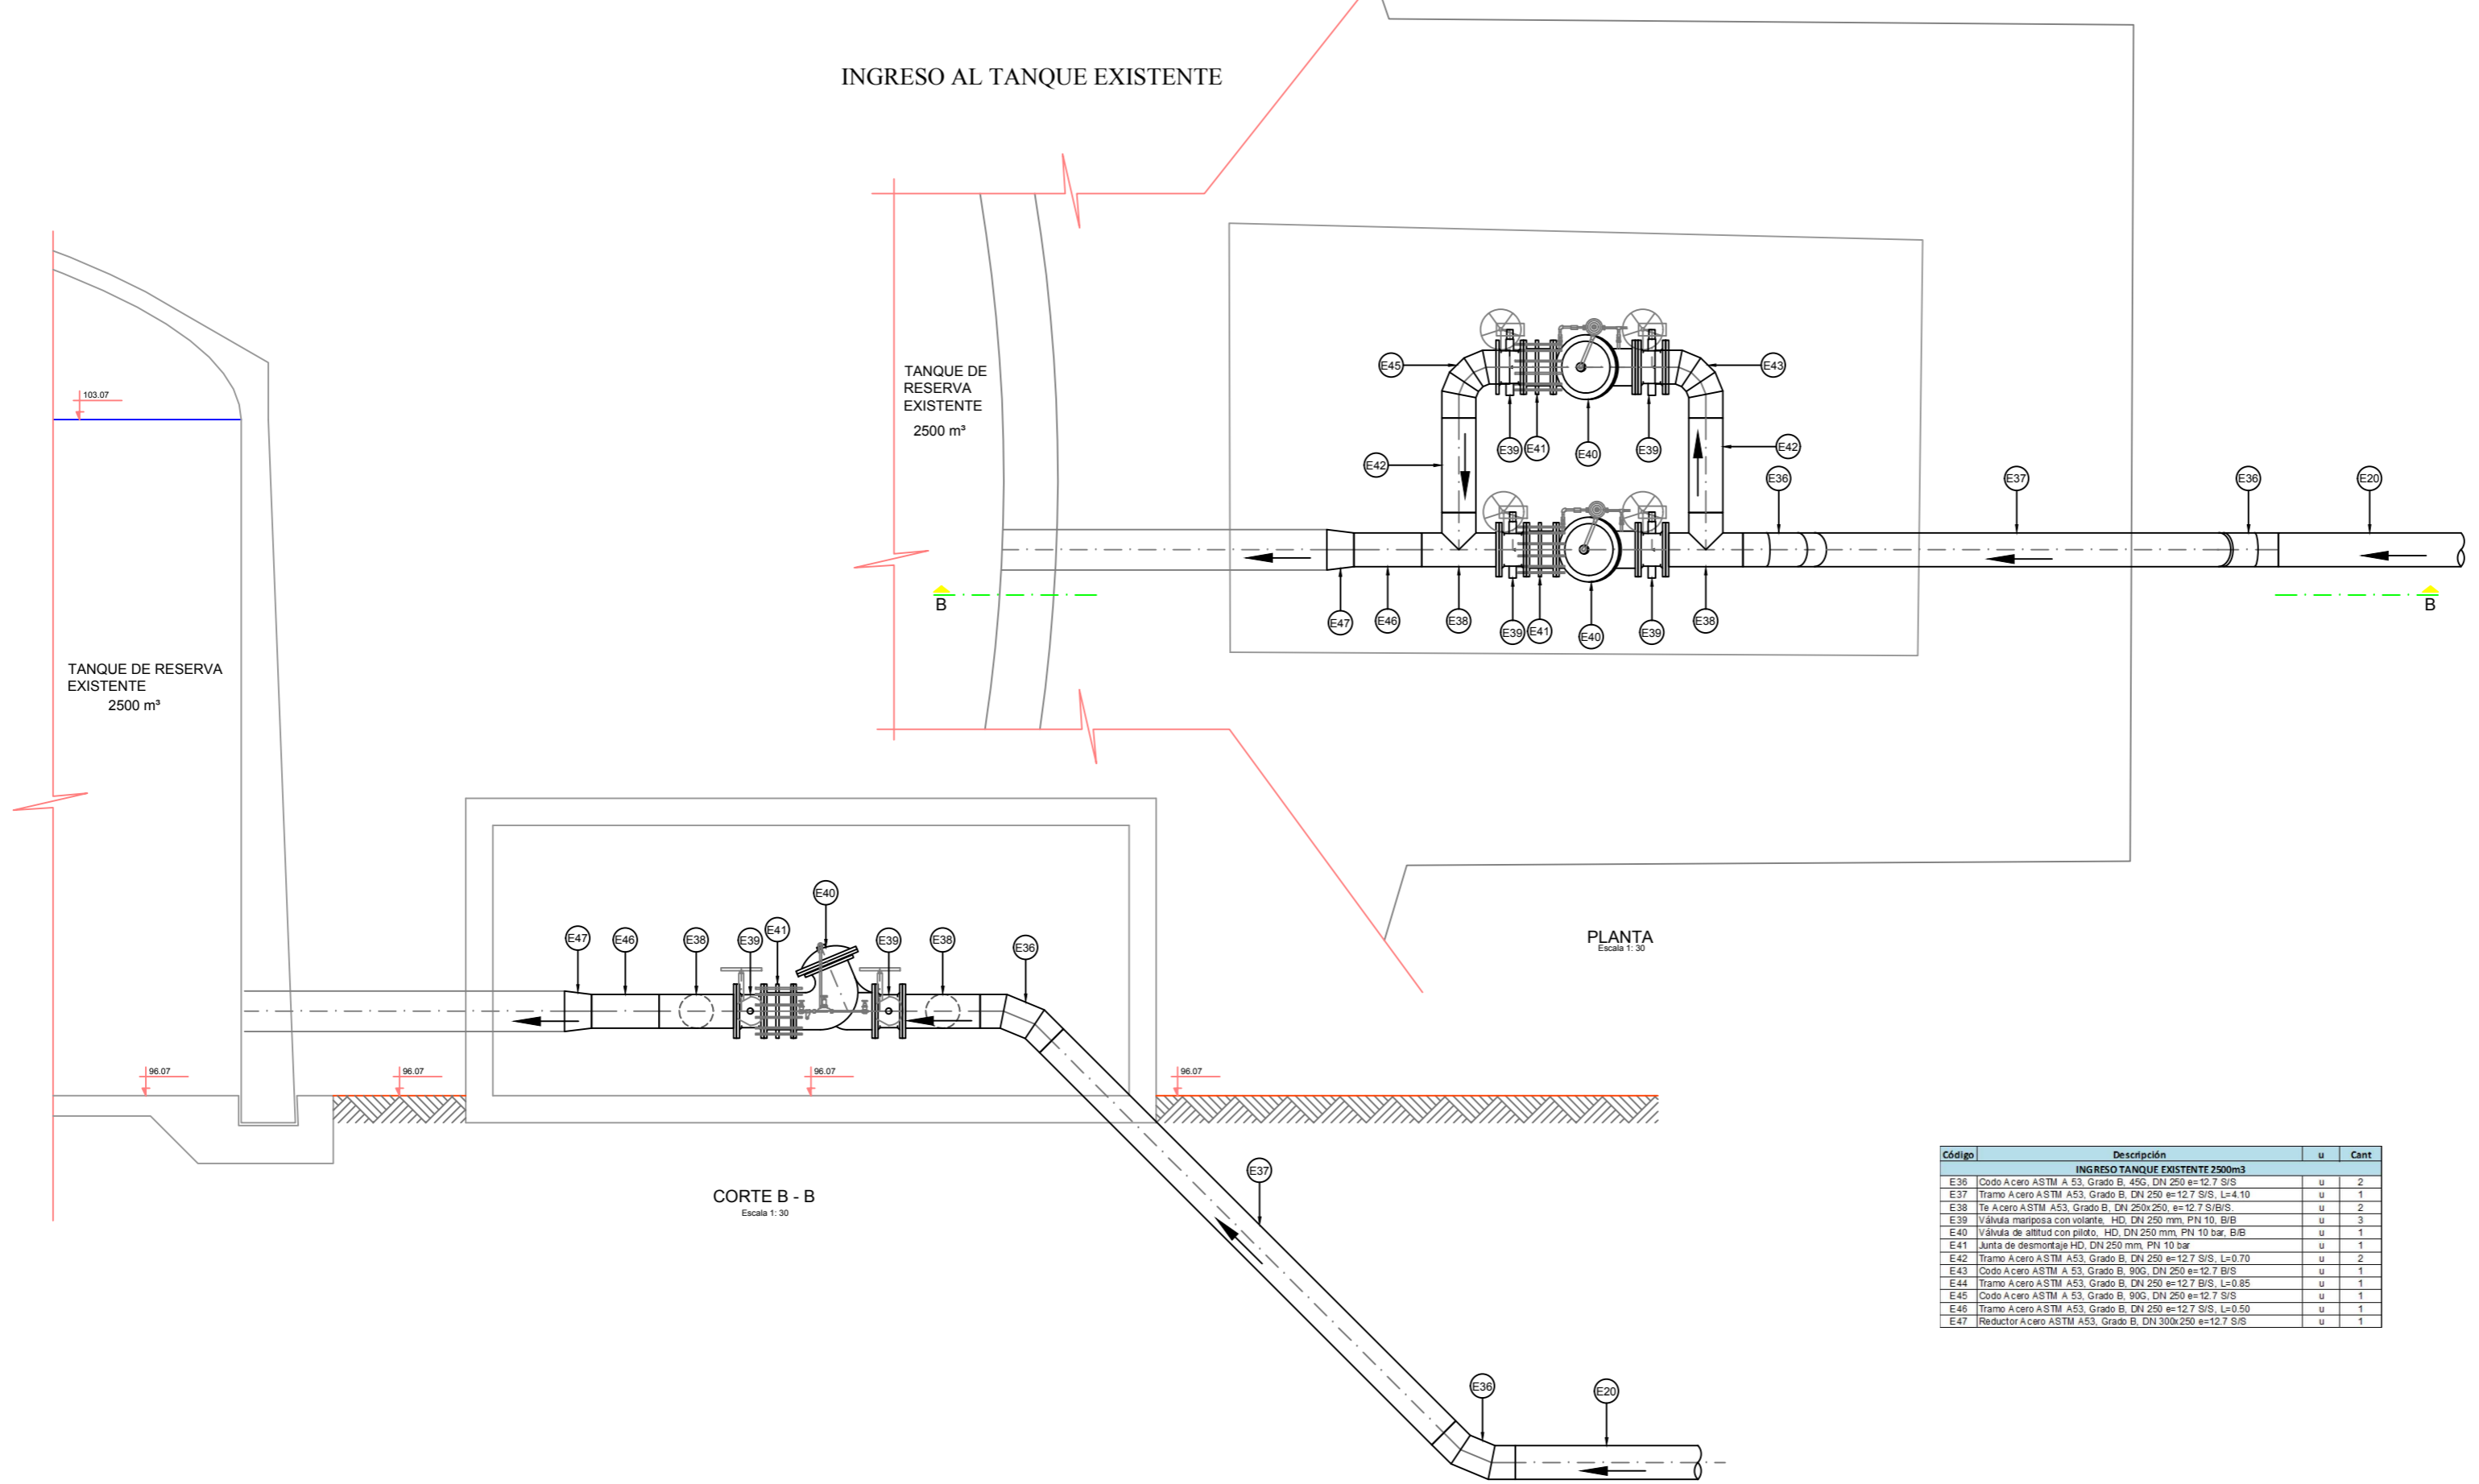 INGRESO AL TANQUE EXISTENTE
103.07
TANQUE DE RESERVA
EXISTENTE
2500 m³
TANQUE DE
RESERVA
EXISTENTE
2500 m³
E45
E43
E39
E41
E40
E39
E42
E42
E36
E37
E36
E20
B
B
E47
E46
E38
E39
E41
E40
E39
E38
PLANTA
Escala 1: 30
E40
E47
E46
E38
E39
E41
E39
E38
E36
96.07
96.07
96.07
96.07
E37
CORTE B - B
Escala 1: 30
E36
E20
Código Descripción u Cant
INGRESO TANQUE EXISTENTE 2500m3
E36 Codo Acero ASTM A 53, Grado B, 45G, DN 250 e=12.7 S/S u 2
E37 Tramo Acero ASTM A53, Grado B, DN 250 e=12.7 S/S, L=4.10 u 1
E38 Te Acero ASTM A53, Grado B, DN 250x250, e=12.7 S/B/S. u 2
E39 Válvula mariposa con volante, HD, DN 250 mm, PN 10, B/B u 3
E40 Válvula de altitud con piloto, HD, DN 250 mm, PN 10 bar, B/B u 1
E41 Junta de desmontaje HD, DN 250 mm, PN 10 bar u 1
E42 Tramo Acero ASTM A53, Grado B, DN 250 e=12.7 S/S, L=0.70 u 2
E43 Codo Acero ASTM A 53, Grado B, 90G, DN 250 e=12.7 B/S u 1
E44 Tramo Acero ASTM A53, Grado B, DN 250 e=12.7 B/S, L=0.85 u 1
E45 Codo Acero ASTM A 53, Grado B, 90G, DN 250 e=12.7 S/S u 1
E46 Tramo Acero ASTM A53, Grado B, DN 250 e=12.7 S/S, L=0.50 u 1
E47 Reductor Acero ASTM A53, Grado B, DN 300x250 e=12.7 S/S u 1